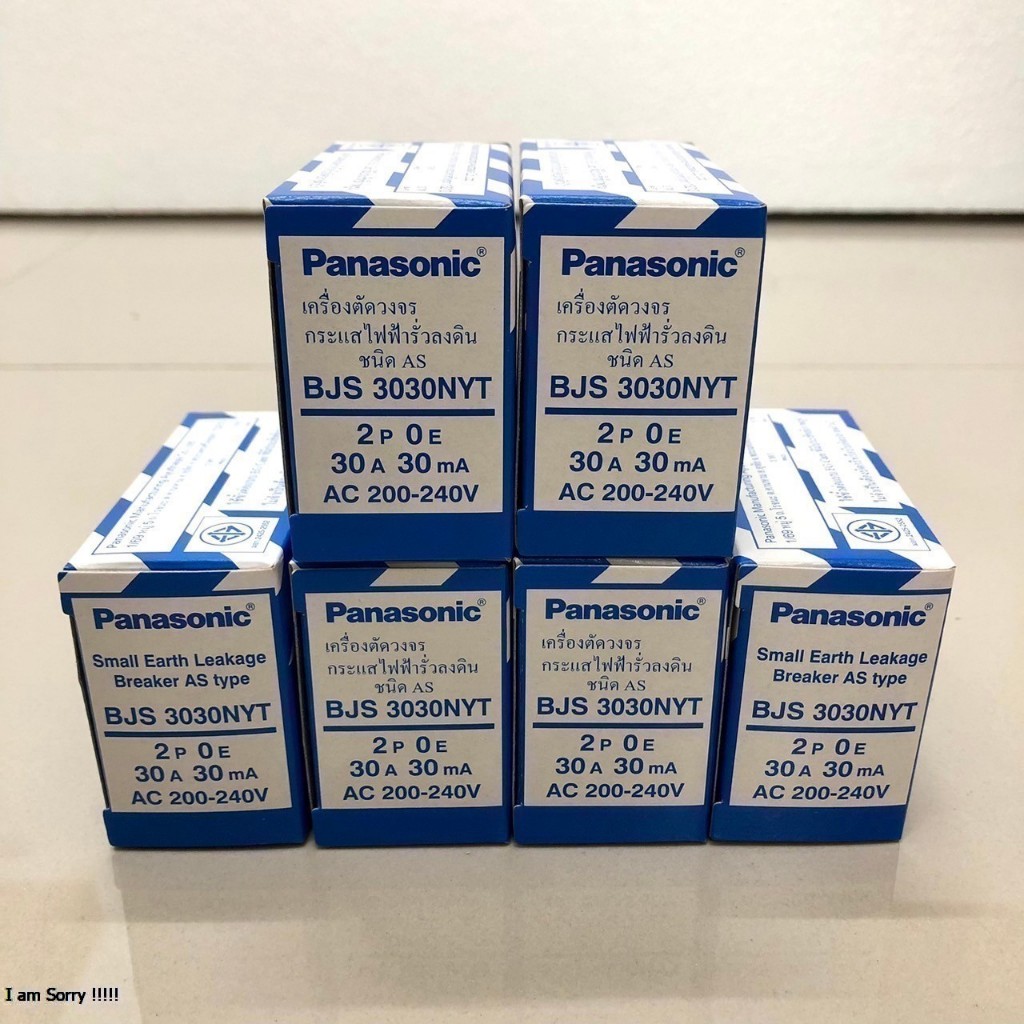 Panasonic®
เครื่องตัดวงจร
กระแสไฟฟ้ารั่วลงดิน
ชนิด AS
BJS 3030NYT
2P 0E
30A 30mA
AC 200-240V
Panasonic®
เครื่องตัดวงจร
กระแสไฟฟ้ารั่วลงดิน
ชนิด AS
BJS 3030NYT
2P 0E
30A 30mA
AC 200-240V
Panasonic Manufacturing
Panasonic®
Small Earth Leakage
Breaker AS type
BJS 3030NYT
2P 0E
30A 30mA
AC 200-240V
Panasonic®
เครื่องตัดวงจร
กระแสไฟฟ้ารั่วลงดิน
ชนิด AS
BJS 3030NYT
2P 0E
30A 30mA
AC 200-240V
Panasonic®
เครื่องตัดวงจร
กระแสไฟฟ้ารั่วลงดิน
ชนิด AS
BJS 3030NYT
2P 0E
30A 30mA
AC 200-240V
Panasonic Manufacturing
Panasonic®
Small Earth Leakage
Breaker AS type
BJS 3030NYT
2P 0E
30A 30mA
AC 200-240V
I am Sorry !!!!!